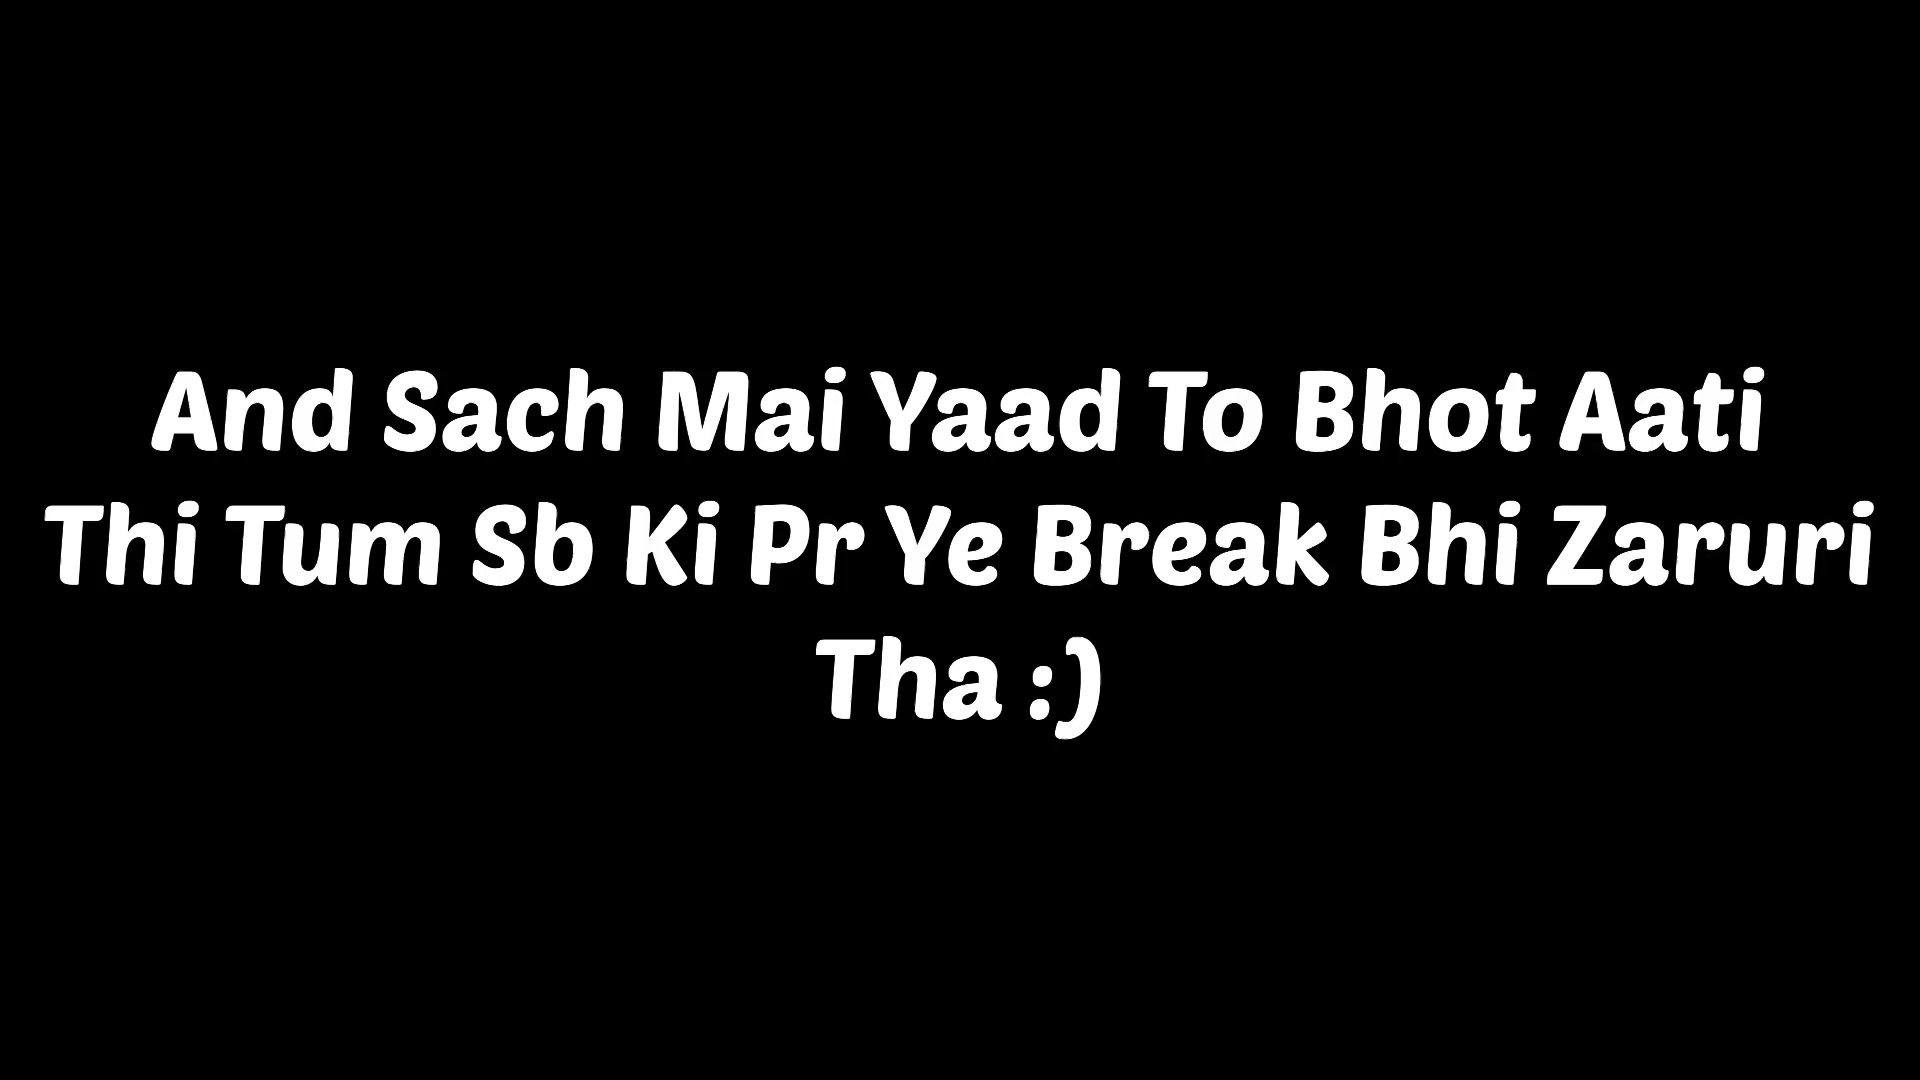 And Sach Mai Yaad To Bhot Aati
Thi Tum Sb Ki Pr Ye Break Bhi Zaruri
Tha :)